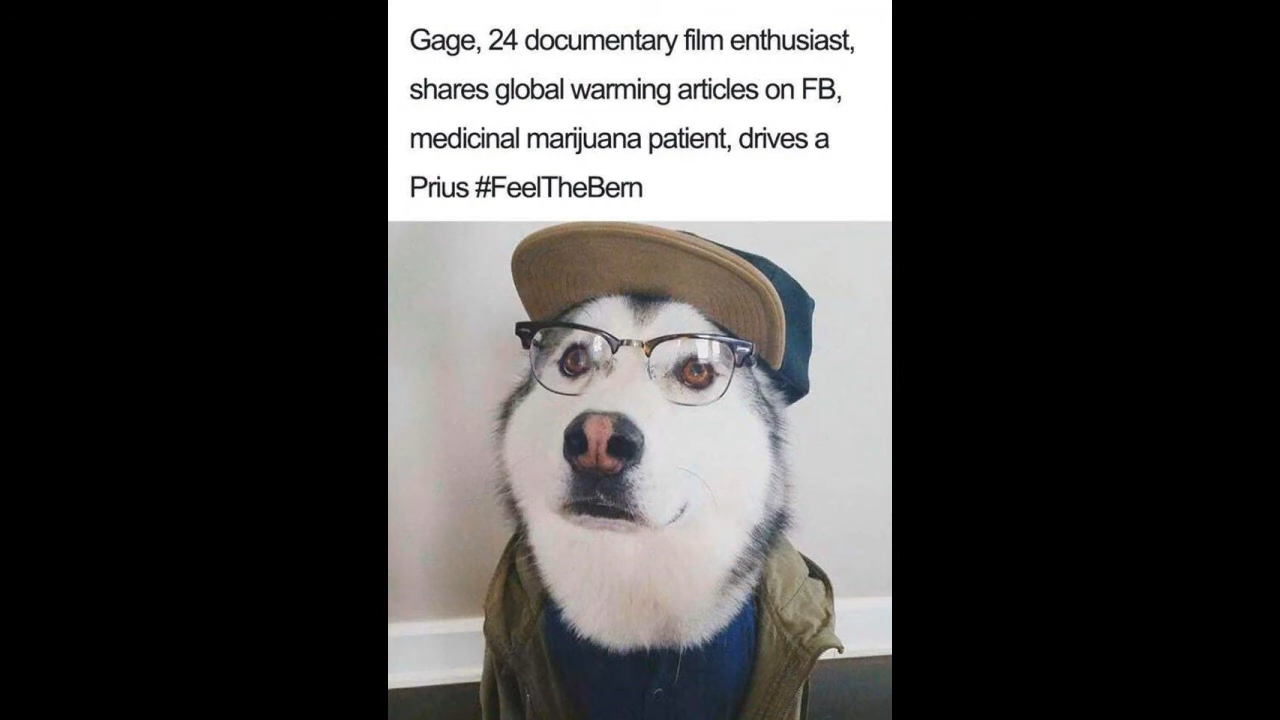 Gage, 24 documentary film enthusiast,
shares global warming articles on FB,
medicinal marijuana patient, drives a
Prius #FeelTheBern